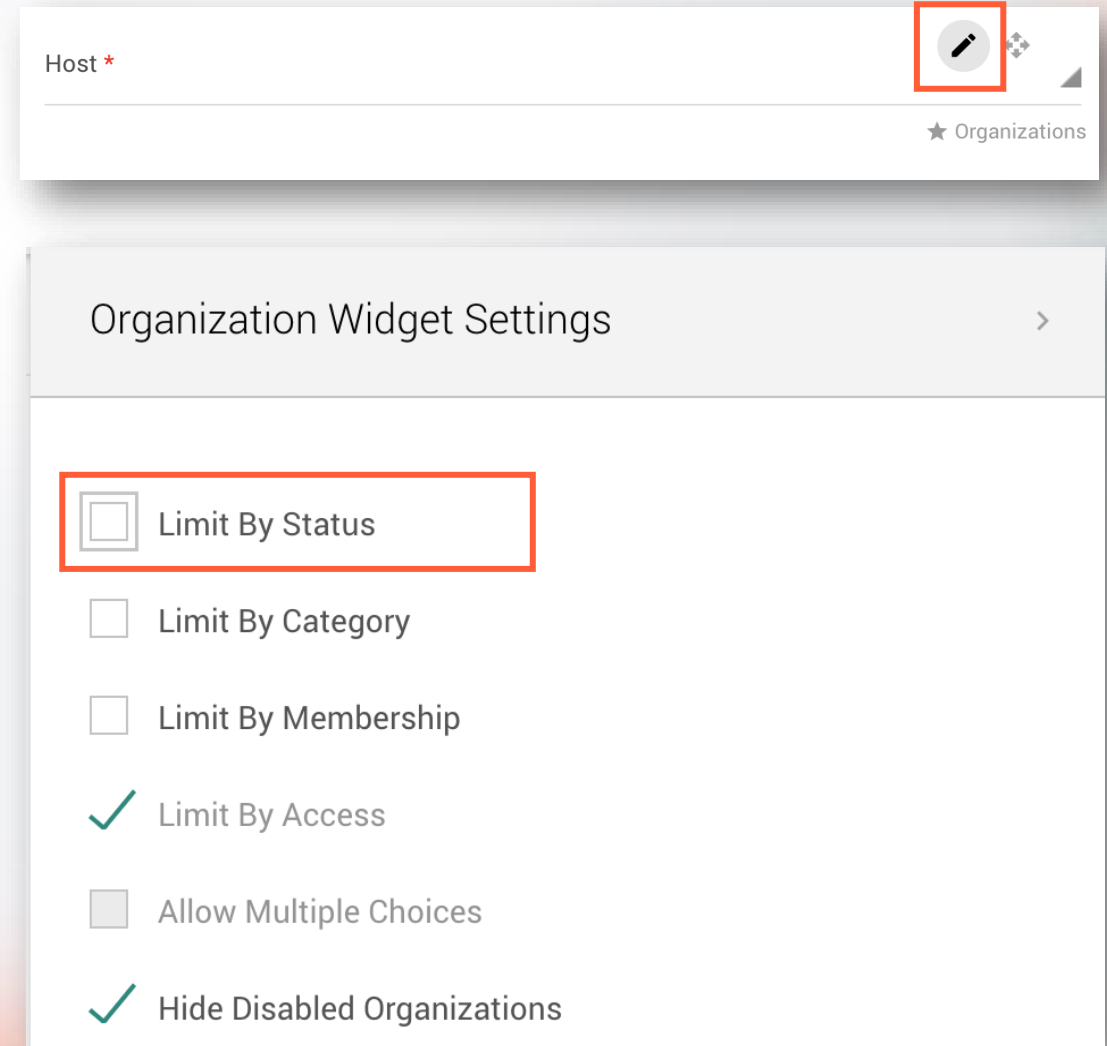 Host *
Organizations
Organization Widget Settings
Limit By Status
Limit By Category
Limit By Membership
Limit By Access
Allow Multiple Choices
Hide Disabled Organizations